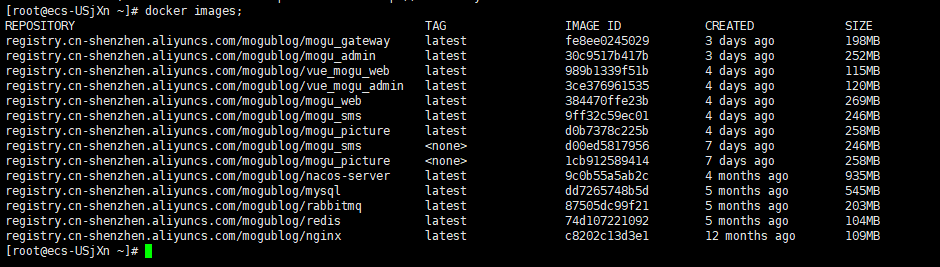 [root@ecs-USjXn ~]# docker images;
REPOSITORY TAG IMAGE ID CREATED SIZE
registry.cn-shenzhen.aliyuncs.com/mogublog/mogu_gateway latest fe8ee0245029 3 days ago 198MB
registry.cn-shenzhen.aliyuncs.com/mogublog/mogu_admin latest 30c9517b417b 3 days ago 252MB
registry.cn-shenzhen.aliyuncs.com/mogublog/vue_mogu_web latest 989b1339f51b 4 days ago 115MB
registry.cn-shenzhen.aliyuncs.com/mogublog/vue_mogu_admin latest 3ce376961535 4 days ago 120MB
registry.cn-shenzhen.aliyuncs.com/mogublog/mogu_web latest 384470ffe23b 4 days ago 269MB
registry.cn-shenzhen.aliyuncs.com/mogublog/mogu_sms latest 9ff32c59ec01 4 days ago 246MB
registry.cn-shenzhen.aliyuncs.com/mogublog/mogu_picture latest d0b7378c225b 4 days ago 258MB
registry.cn-shenzhen.aliyuncs.com/mogublog/mogu_sms <none> d00ed5817956 7 days ago 246MB
registry.cn-shenzhen.aliyuncs.com/mogublog/mogu_picture <none> 1cb912589414 7 days ago 258MB
registry.cn-shenzhen.aliyuncs.com/mogublog/nacos-server latest 9c0b55a5ab2c 4 months ago 935MB
registry.cn-shenzhen.aliyuncs.com/mogublog/mysql latest dd7265748b5d 5 months ago 545MB
registry.cn-shenzhen.aliyuncs.com/mogublog/rabbitmq latest 87505dc99f21 5 months ago 203MB
registry.cn-shenzhen.aliyuncs.com/mogublog/redis latest 74d107221092 5 months ago 104MB
registry.cn-shenzhen.aliyuncs.com/mogublog/nginx latest c8202c13d3e1 12 months ago 109MB
[root@ecs-USjXn ~]#